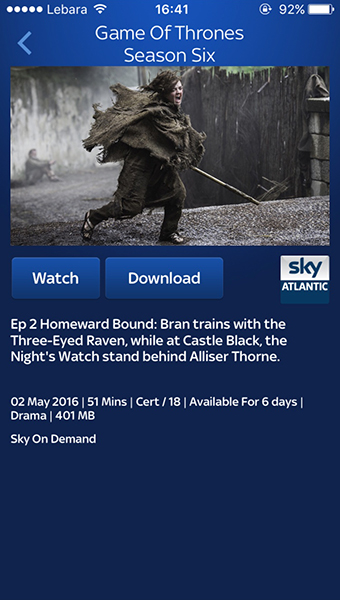 Lebara 16:41 92%
Game Of Thrones
Season Six
Watch Download
sky
ATLANTIC
Ep 2 Homeward Bound: Bran trains with the
Three-Eyed Raven, while at Castle Black, the
Night's Watch stand behind Alliser Thorne.
02 May 2016 | 51 Mins | Cert / 18 | Available For 6 days |
Drama | 401 MB
Sky On Demand